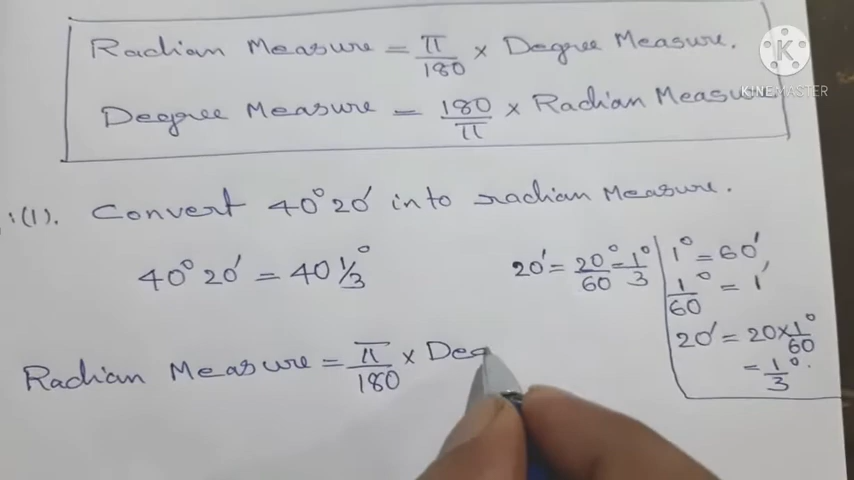 Radian Measure = π/180 × Degree Measure.
Degree Measure = 180/π × Radian Measure
KINEMASTER
:(1). Convert 40° 20′ into radian Measure.
40° 20′ = 40 1/3°
20′ = 20/60° = 1/3°
1° = 60′
1/60° = 1′
20′ = 20 × 1/60°
= 1/3°.
Radian Measure = π/180 × Deg